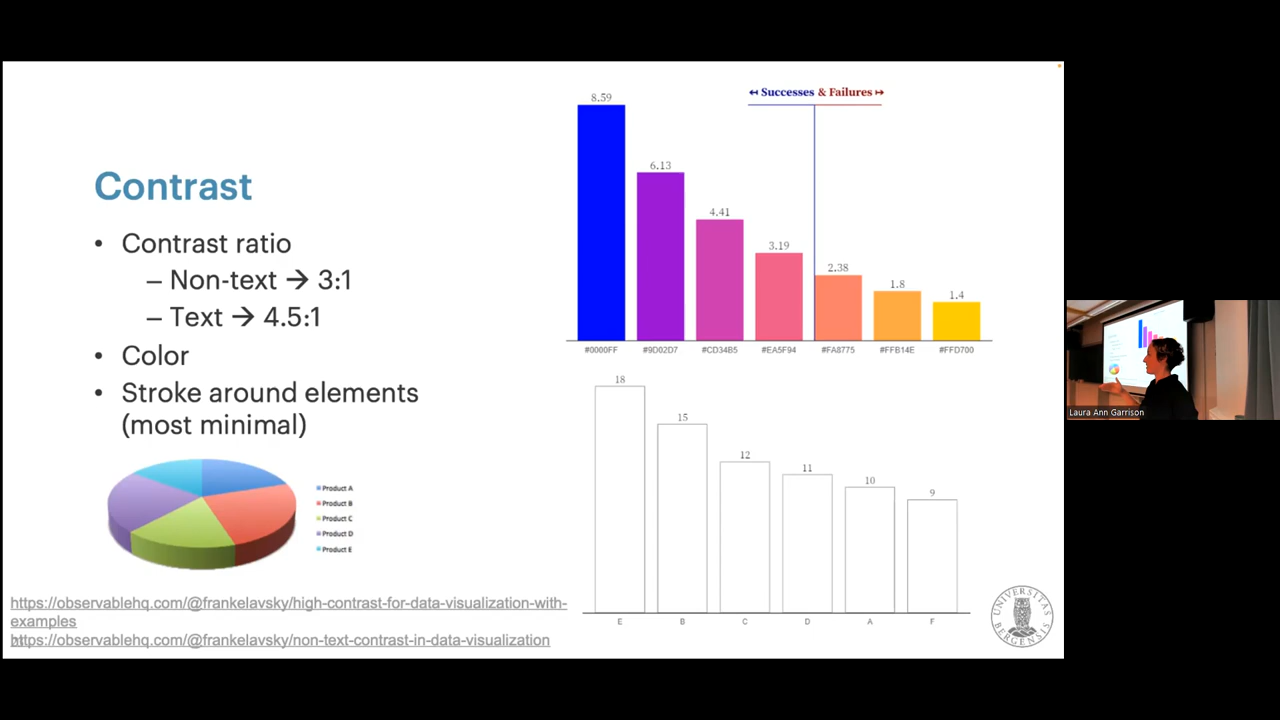 Contrast
• Contrast ratio
– Non-text → 3:1
– Text → 4.5:1
• Color
• Stroke around elements
(most minimal)
Product A
Product B
Product C
Product D
Product E
https://observablehq.com/@frankelavsky/high-contrast-for-data-visualization-with-
examples
https://observablehq.com/@frankelavsky/non-text-contrast-in-data-visualization
↞ Successes & Failures ↦
8.59
6.13
4.41
3.19
2.38
1.8
1.4
#0000FF #9D02D7 #CD34B5 #EA5F94 #FA8775 #FFB14E #FFD700
18
15
12
11
10
9
E B C D A F
UNIVERSITAS
BERGENSIS
Laura Ann Garrison